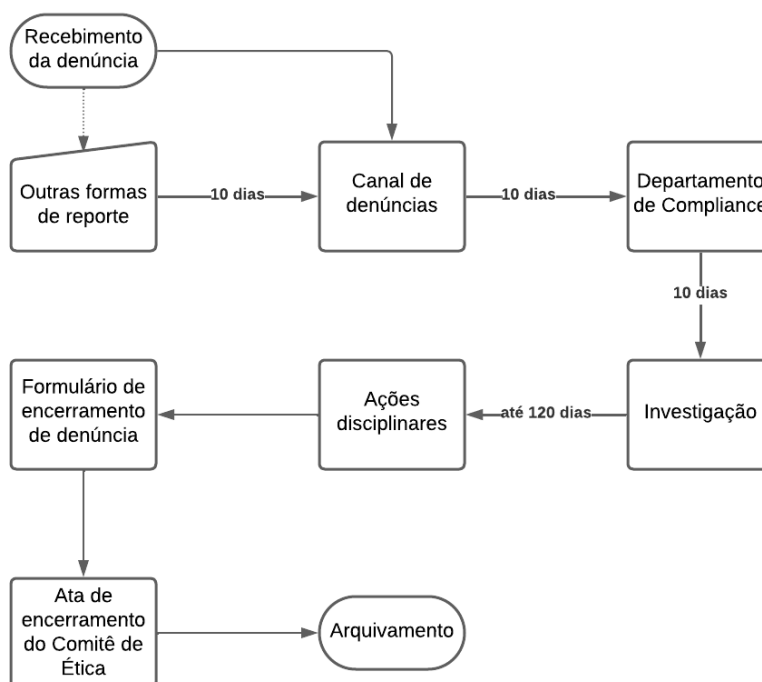 Recebimento
da denúncia
Outras formas
de reporte
10 dias
Canal de
denúncias
10 dias
Departamento
de Compliance
10 dias
Investigação
até 120 dias
Ações
disciplinares
Formulário de
encerramento
de denúncia
Ata de
encerramento
do Comitê de
Ética
Arquivamento